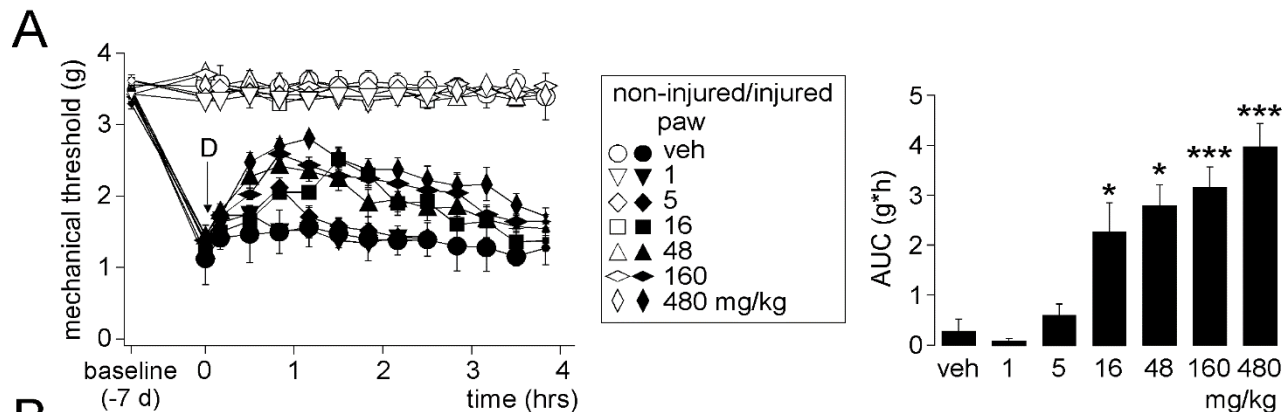 A
mechanical threshold (g)
4
3
2
1
0
D
baseline
(-7 d)
0
1
2
3
4
time (hrs)
non-injured/injured
paw
veh
1
5
16
48
160
480 mg/kg
AUC (g*h)
5
4
3
2
1
0
*
*
***
***
veh
1
5
16
48
160
480
mg/kg